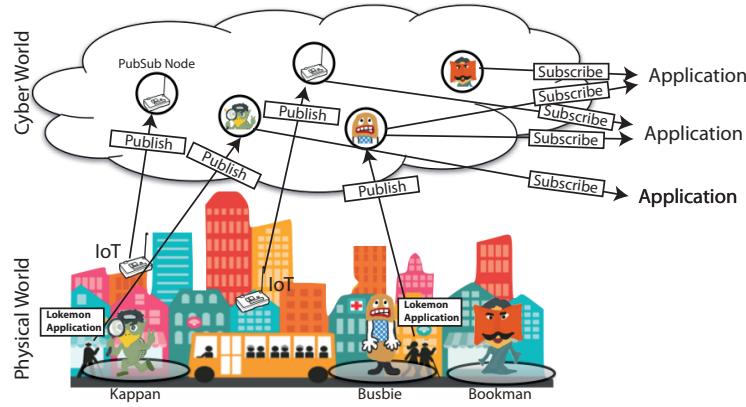 Cyber World
PubSub Node
Subscribe
Application
Subscribe
Publish
Subscribe
Application
Publish
Publish
Subscribe
Publish
Subscribe
Application
Physical World
IoT
IoT
Lokemon
Application
Lokemon
Application
Kappan
Busbie
Bookman